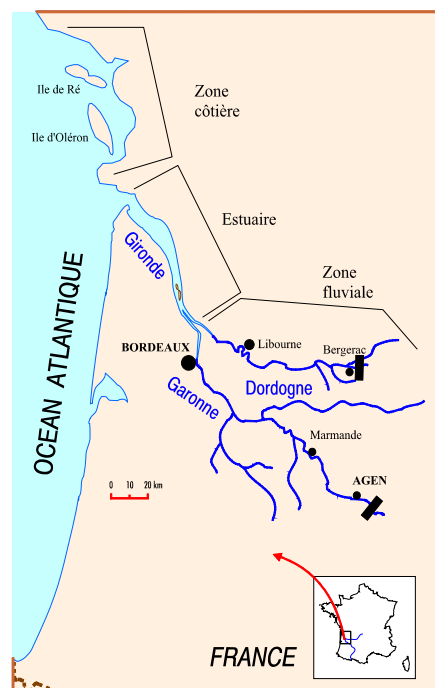 Ile de Ré
Zone
côtière
Ile d'Oléron
Estuaire
Gironde
Zone
fluviale
OCEAN ATLANTIQUE
BORDEAUX
Libourne
Bergerac
Garonne
Dordogne
Marmande
AGEN
0 10 20 km
FRANCE